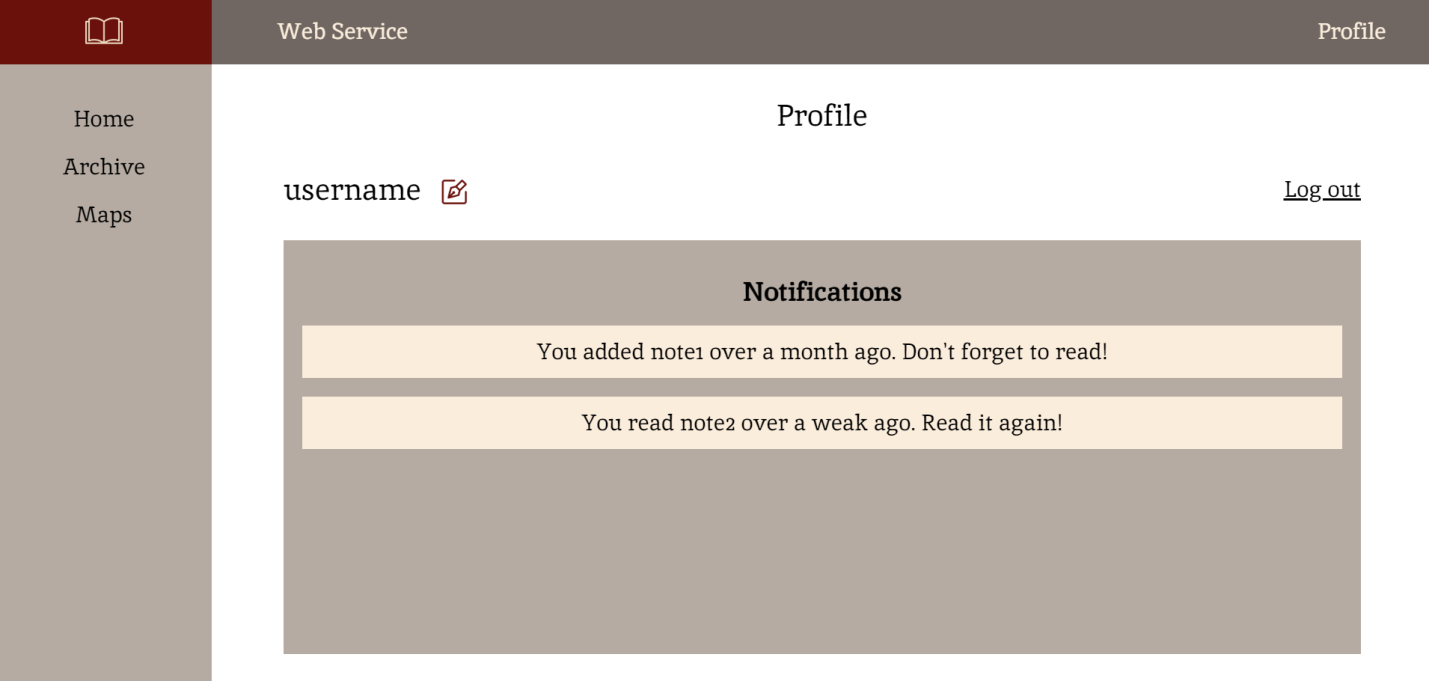 Web Service
Profile
Home
Archive
Maps
Profile
username
Log out
Notifications
You added note1 over a month ago. Don't forget to read!
You read note2 over a weak ago. Read it again!